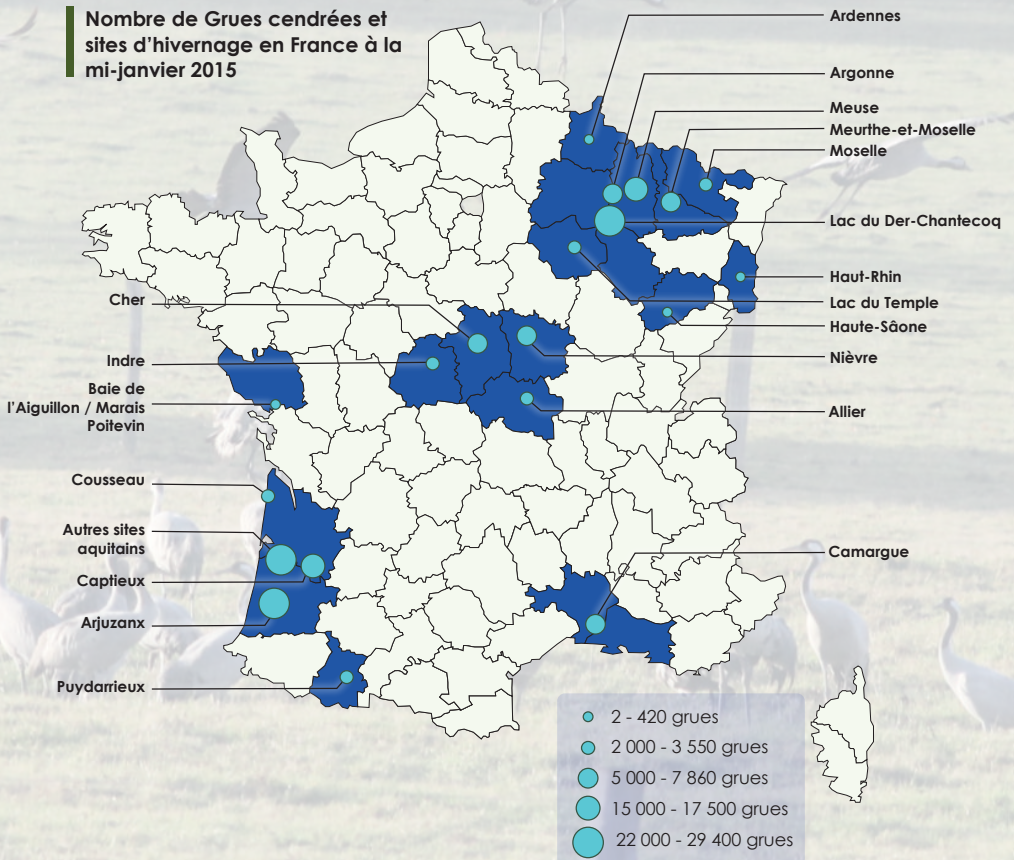 Nombre de Grues cendrées et
sites d'hivernage en France à la
mi-janvier 2015
Ardennes
Argonne
Meuse
Meurthe-et-Moselle
Moselle
Lac du Der-Chantecoq
Haut-Rhin
Lac du Temple
Haute-Sâone
Nièvre
Allier
Camargue
Cher
Indre
Baie de
l'Aiguillon / Marais
Poitevin
Cousseau
Autres sites
aquitains
Captieux
Arjuzanx
Puydarrieux
2 - 420 grues
2 000 - 3 550 grues
5 000 - 7 860 grues
15 000 - 17 500 grues
22 000 - 29 400 grues